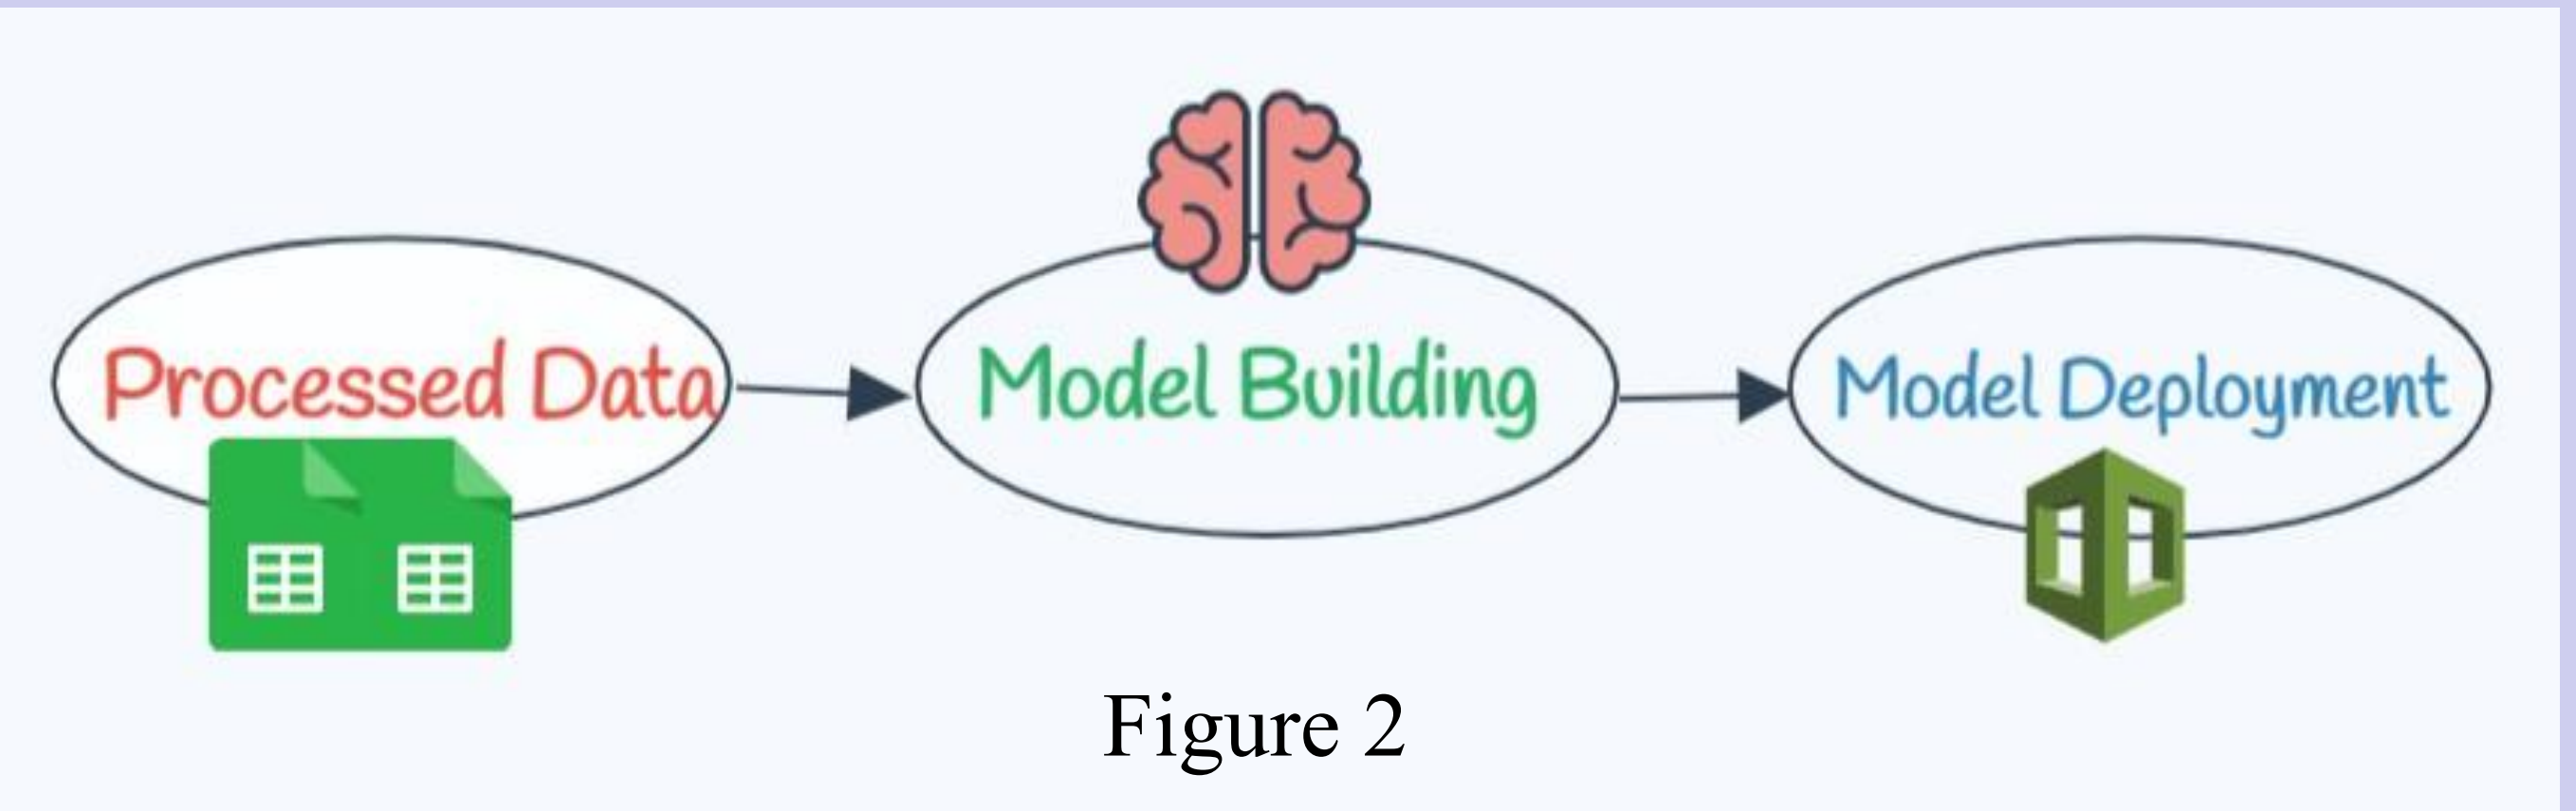 Processed Data
Model Building
Model Deployment
Figure 2